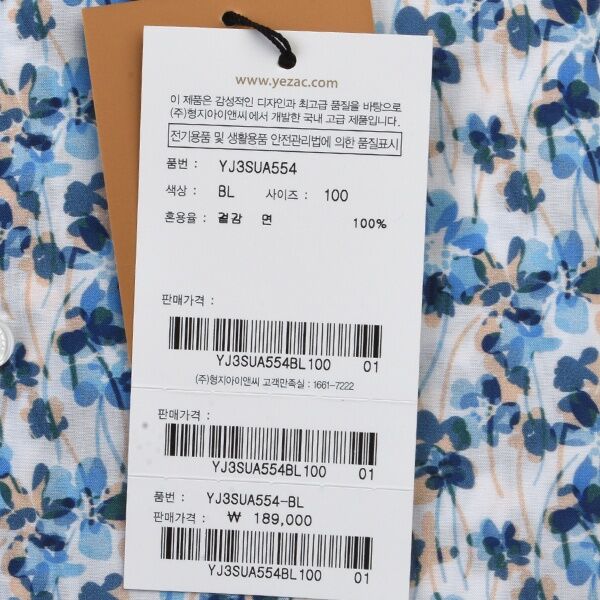 www.yezac.com
이 제품은 감성적인 디자인과 최고급 품질을 바탕으로
(주)형지아이앤씨에서 개발한 국내 고급 제품입니다.
전기용품 및 생활용품 안전관리법에 의한 품질표시
품번 : YJ3SUA554
색상 : BL 사이즈 : 100
혼용율 : 겉감 면 100%
판매가격 :
YJ3SUA554BL100 01
(주)형지아이앤씨 고객만족실 : 1661-7222
판매가격 :
YJ3SUA554BL100 01
품번 : YJ3SUA554-BL
판매가격 : ₩ 189,000
YJ3SUA554BL100 01